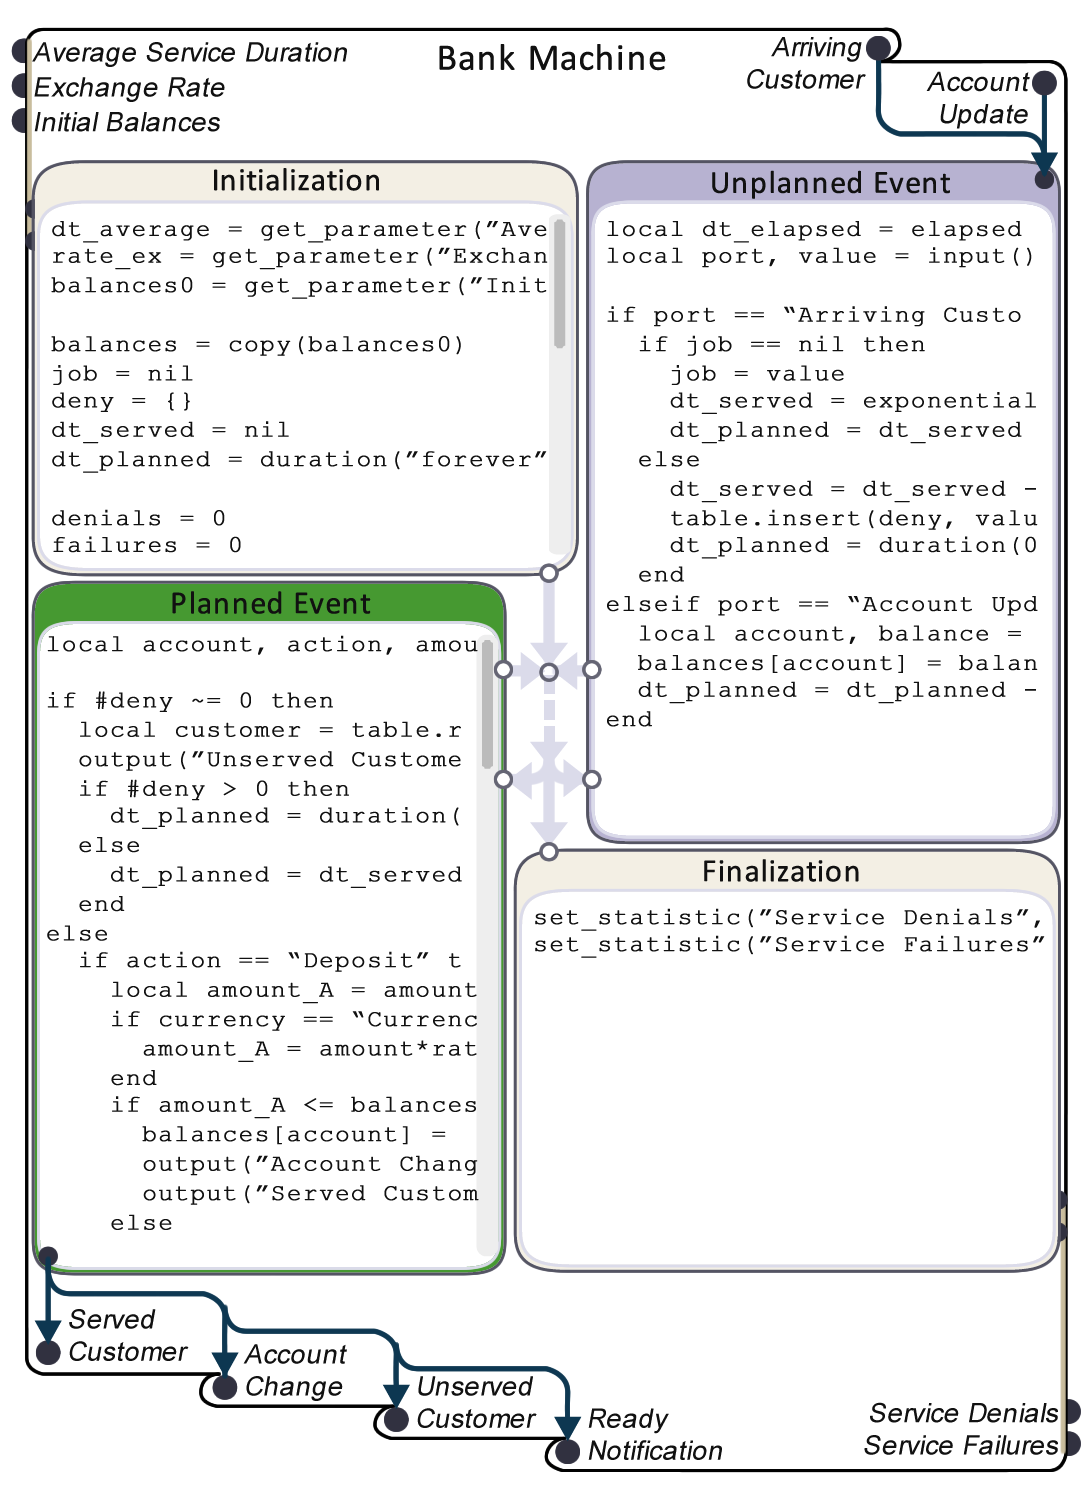 Average Service Duration
Exchange Rate
Initial Balances
Bank Machine
Arriving
Customer
Account
Update
Initialization
dt_average = get_parameter(”Ave
rate_ex = get_parameter(”Exchan
balances0 = get_parameter(”Init
balances = copy(balances0)
job = nil
deny = {}
dt_served = nil
dt_planned = duration(”forever”
denials = 0
failures = 0
Unplanned Event
local dt_elapsed = elapsed
local port, value = input()
if port == “Arriving Custo
if job == nil then
job = value
dt_served = exponential
dt_planned = dt_served
else
dt_served = dt_served -
table.insert(deny, valu
dt_planned = duration(0
end
elseif port == “Account Upd
local account, balance =
balances[account] = balan
dt_planned = dt_planned -
end
Planned Event
local account, action, amou
if #deny ~= 0 then
local customer = table.r
output(”Unserved Custome
if #deny > 0 then
dt_planned = duration(
else
dt_planned = dt_served
end
else
if action == “Deposit” t
local amount_A = amount
if currency == “Currenc
amount_A = amount*rat
end
if amount_A <= balances
balances[account] =
output(”Account Chang
output(”Served Custom
else
Finalization
set_statistic(”Service Denials”,
set_statistic(”Service Failures”
Served
Customer
Account
Change
Unserved
Customer
Ready
Notification
Service Denials
Service Failures